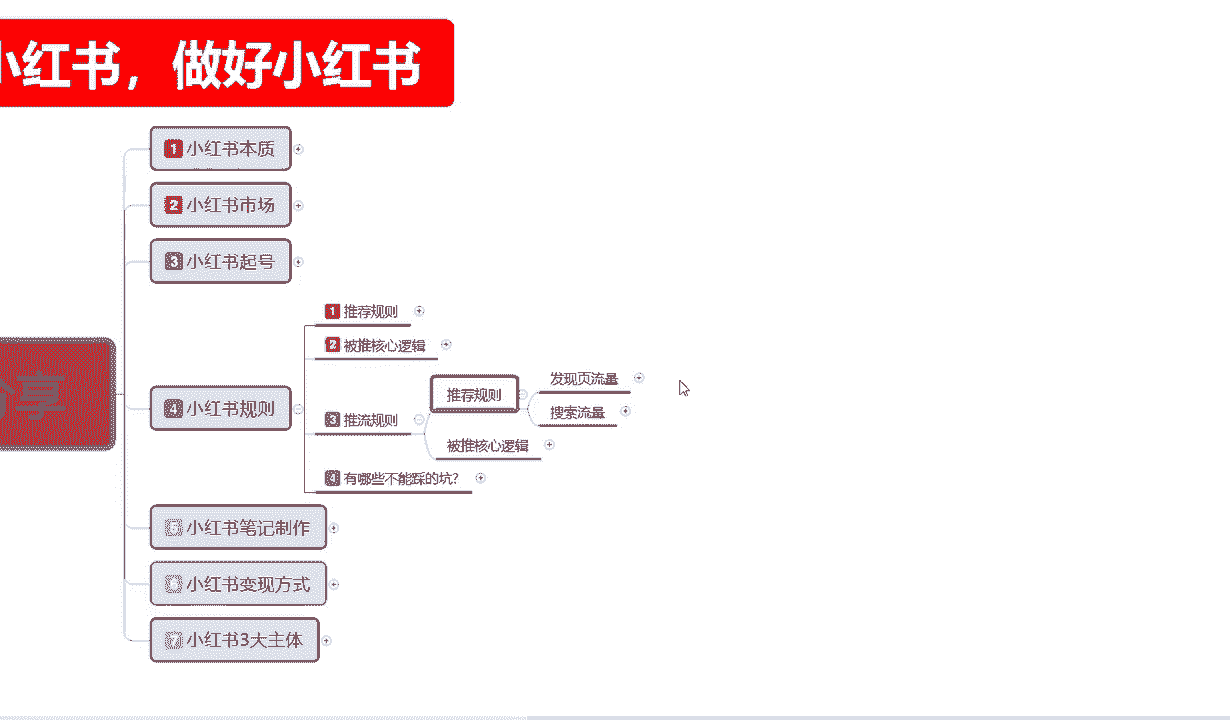 小红书，做好小红书
1 小红书本质
2 小红书市场
3 小红书起号
4 小红书规则
1 推荐规则
2 被推核心逻辑
3 推流规则
推荐规则
发现页流量
搜索流量
被推核心逻辑
4 有哪些不能踩的坑?
5 小红书笔记制作
6 小红书变现方式
7 小红书3大主体